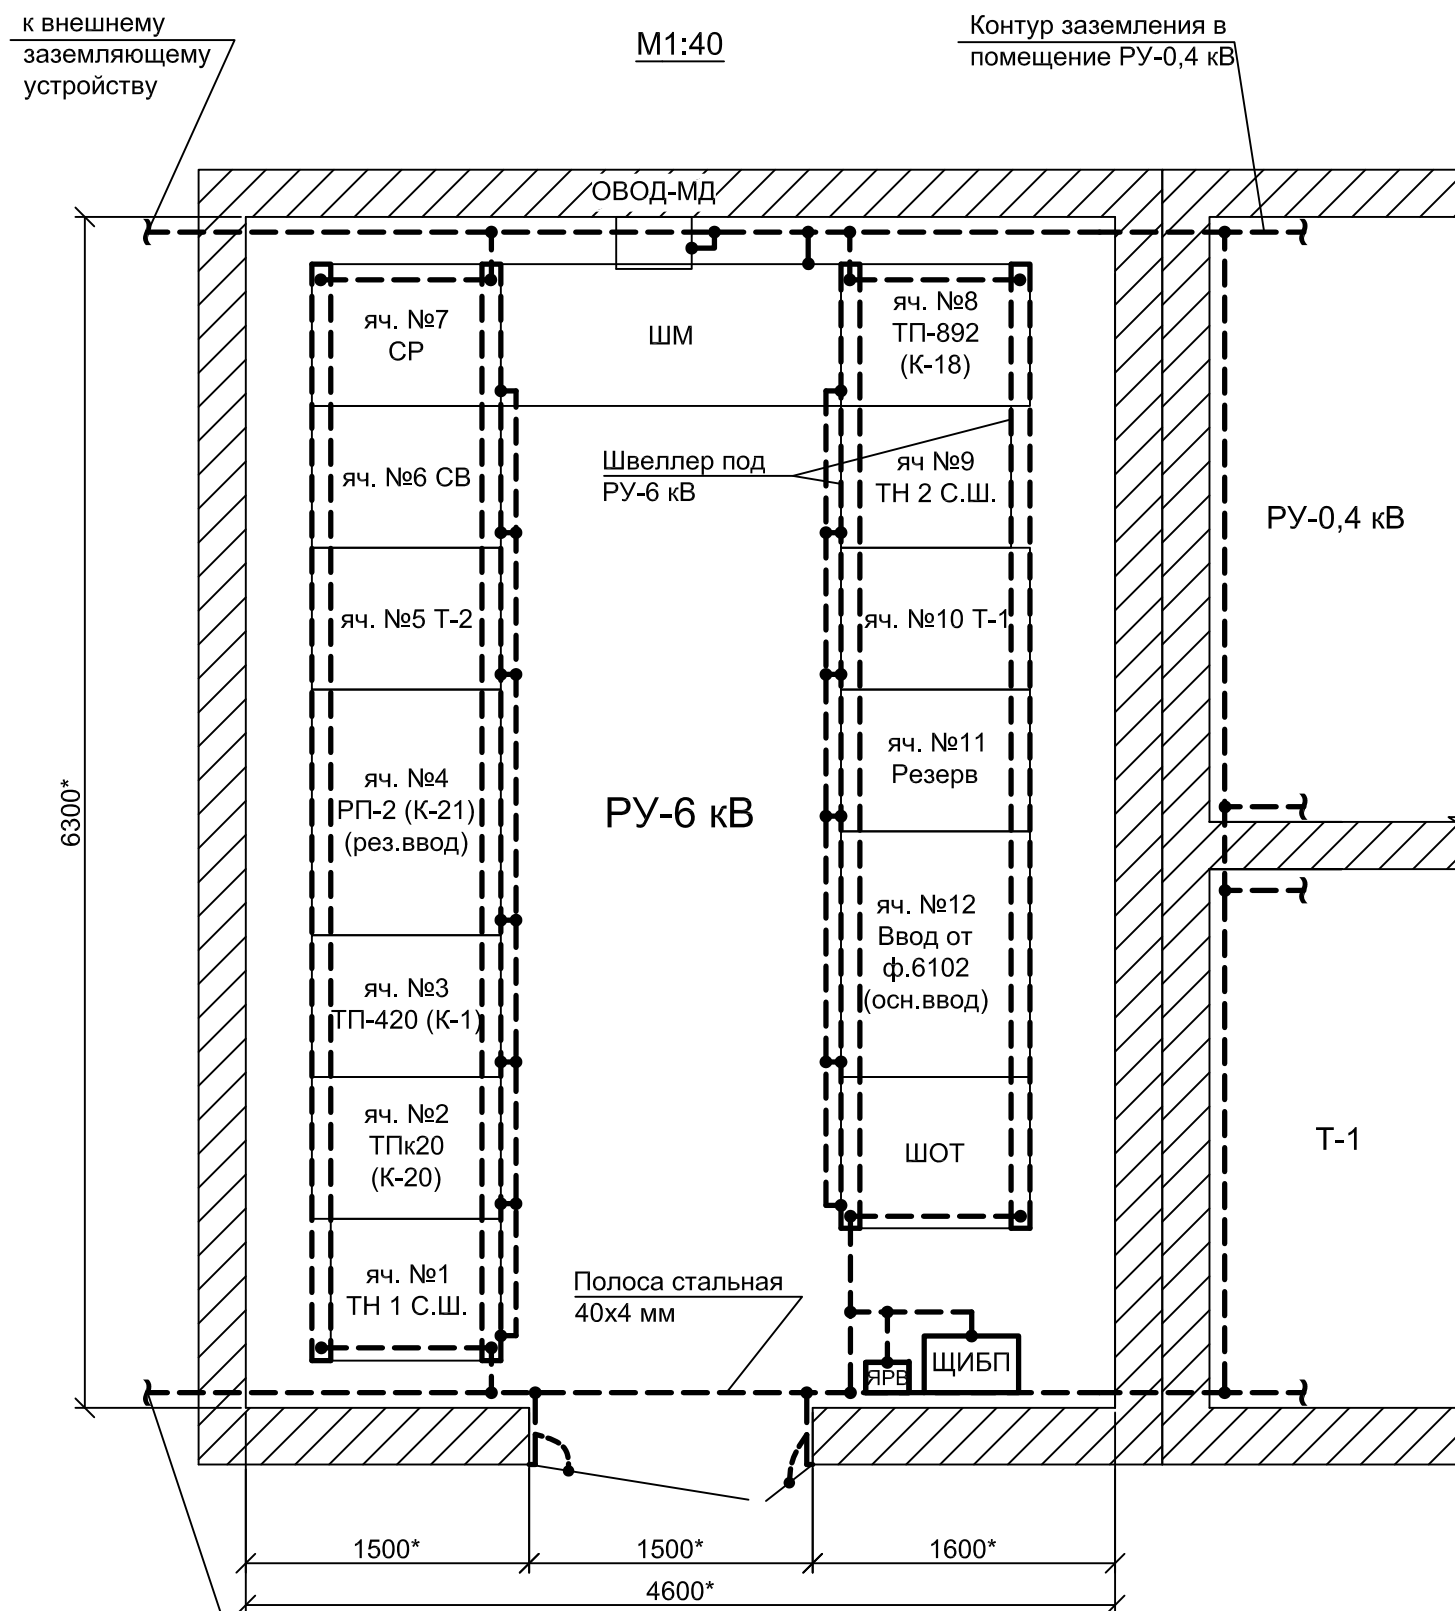 к внешнему
заземляющему
устройству
М1:40
Контур заземления в
помещение РУ-0,4 кВ
ОВОД-МД
яч. №7
СР
ШМ
яч. №8
ТП-892
(К-18)
яч. №6 СВ
Швеллер под
РУ-6 кВ
яч №9
ТН 2 С.Ш.
РУ-0,4 кВ
яч. №5 Т-2
яч. №10 Т-1
яч. №4
РП-2 (К-21)
(рез.ввод)
РУ-6 кВ
яч. №11
Резерв
6300*
яч. №12
Ввод от
ф.6102
(осн.ввод)
яч. №3
ТП-420 (К-1)
яч. №2
ТПк20
(К-20)
ШОТ
Т-1
яч. №1
ТН 1 С.Ш.
Полоса стальная
40х4 мм
ЯРВ
ЩИБП
1500*
1500*
1600*
4600*